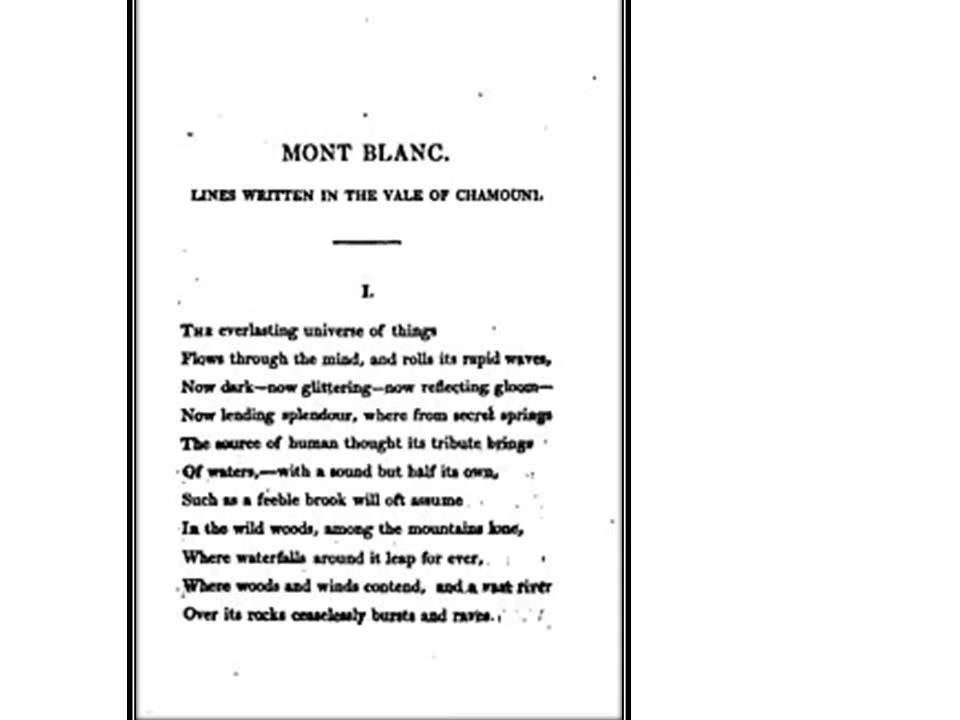 MONT BLANC.
LINES WRITTEN IN THE VALE OF CHAMOUNI.
I.
THE everlasting universe of things
Flows through the mind, and rolls its rapid waves,
Now dark—now glittering—now reflecting gloom—
Now lending splendour, where from secret springs
The source of human thought its tribute brings
Of waters,—with a sound but half its own,
Such as a feeble brook will oft assume
In the wild woods, among the mountains lone,
Where waterfalls around it leap for ever,
Where woods and winds contend, and a vast river
Over its rocks ceaselessly bursts and raves.